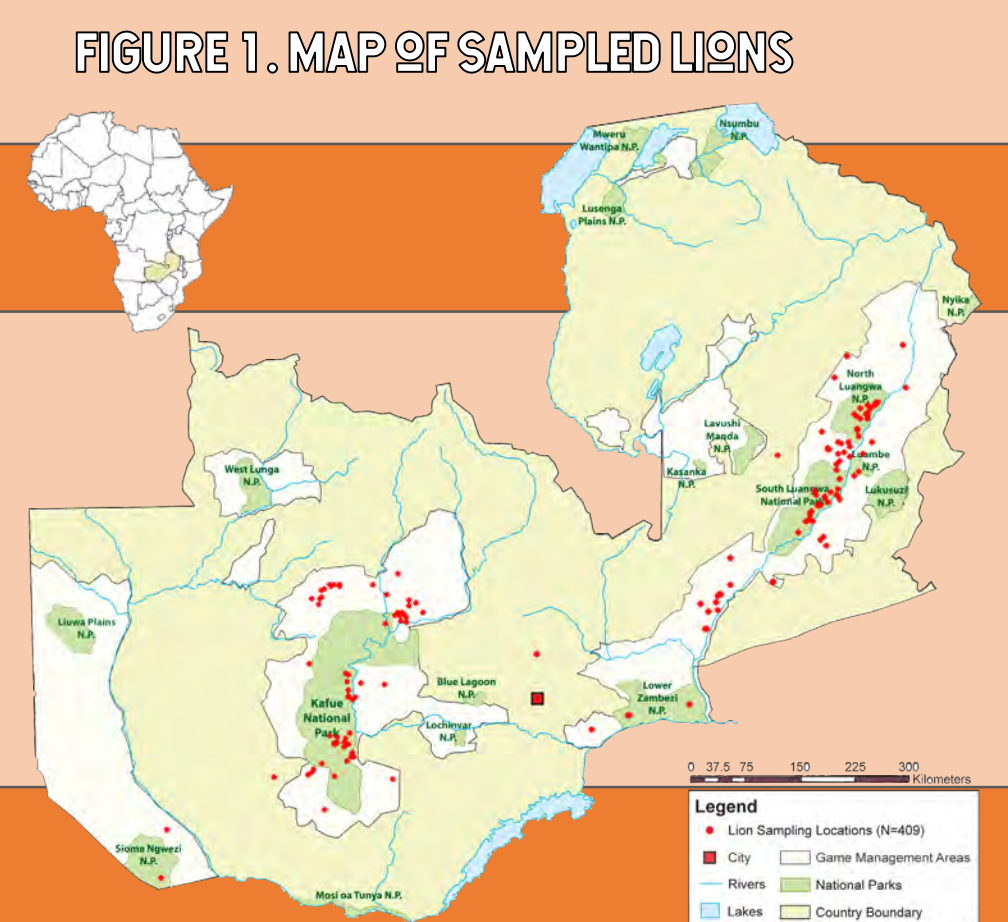 FIGURE 1. MAP OF SAMPLED LIONS
Mweru
Wantipa N.P.
Nsumbu
N.P.
Lusenga
Plains N.P.
Nyika
N.P.
North
Luangwa
N.P.
Lavushi
Manda
N.P.
Luambe
N.P.
Kasanka
N.P.
West Lunga
N.P.
South Luangwa
National Park
Lukusuzi
N.P.
Liuwa Plains
N.P.
Blue Lagoon
N.P.
Lower
Zambezi
N.P.
Kafue
National
Park
Lochinvar
N.P.
0 37.5 75 150 225 300
Kilometers
Legend
Lion Sampling Locations (N=409)
City
Game Management Areas
Rivers
National Parks
Lakes
Country Boundary
Sioma Ngwezi
N.P.
Mosi oa Tunya N.P.